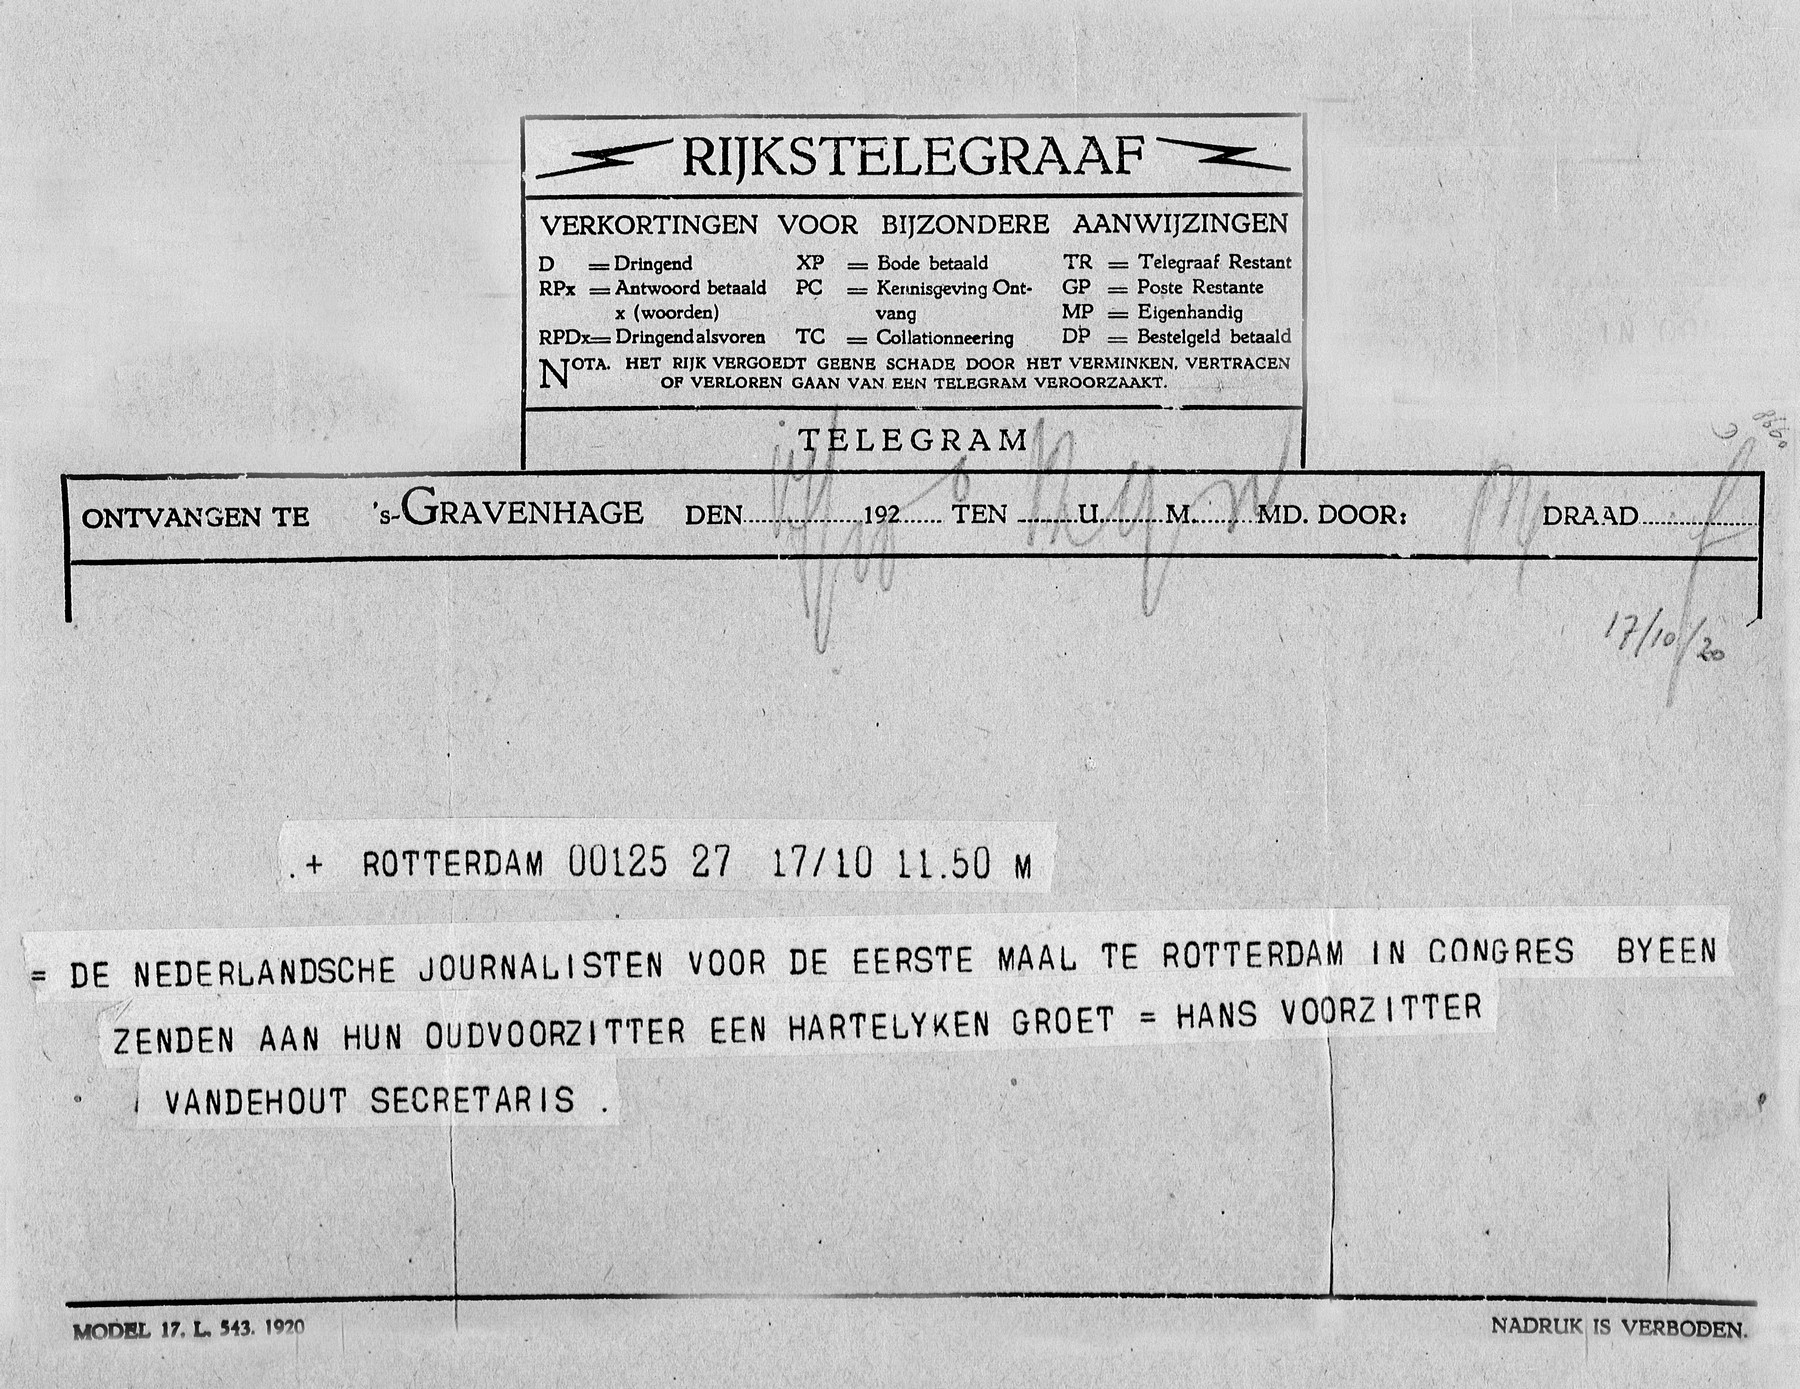 RIJKSTELEGRAAF
VERKORTINGEN VOOR BIJZONDERE AANWIJZINGEN
D = Dringend XP = Bode betaald TR = Telegraaf Restant
RPx = Antwoord betaald PC = Kennisgeving Ont- GP = Poste Restante
x (woorden) vang MP = Eigenhandig
RPDx = Dringend alsvoren TC = Collationneering DP = Bestelgeld betaald
NOTA. HET RIJK VERGOEDT GEENE SCHADE DOOR HET VERMINKEN, VERTRAGEN
OF VERLOREN GAAN VAN EEN TELEGRAM VEROORZAAKT.
TELEGRAM
ONTVANGEN TE 's-GRAVENHAGE DEN............192...... TEN ........U........M........MD. DOOR: DRAAD............
17/10/20
.+ ROTTERDAM 00125 27 17/10 11.50 M
= DE NEDERLANDSCHE JOURNALISTEN VOOR DE EERSTE MAAL TE ROTTERDAM IN CONGRES BYEEN
ZENDEN AAN HUN OUDVOORZITTER EEN HARTELYKEN GROET = HANS VOORZITTER
VANDEHOUT SECRETARIS .
MODEL 17. L. 543. 1920
NADRUK IS VERBODEN.